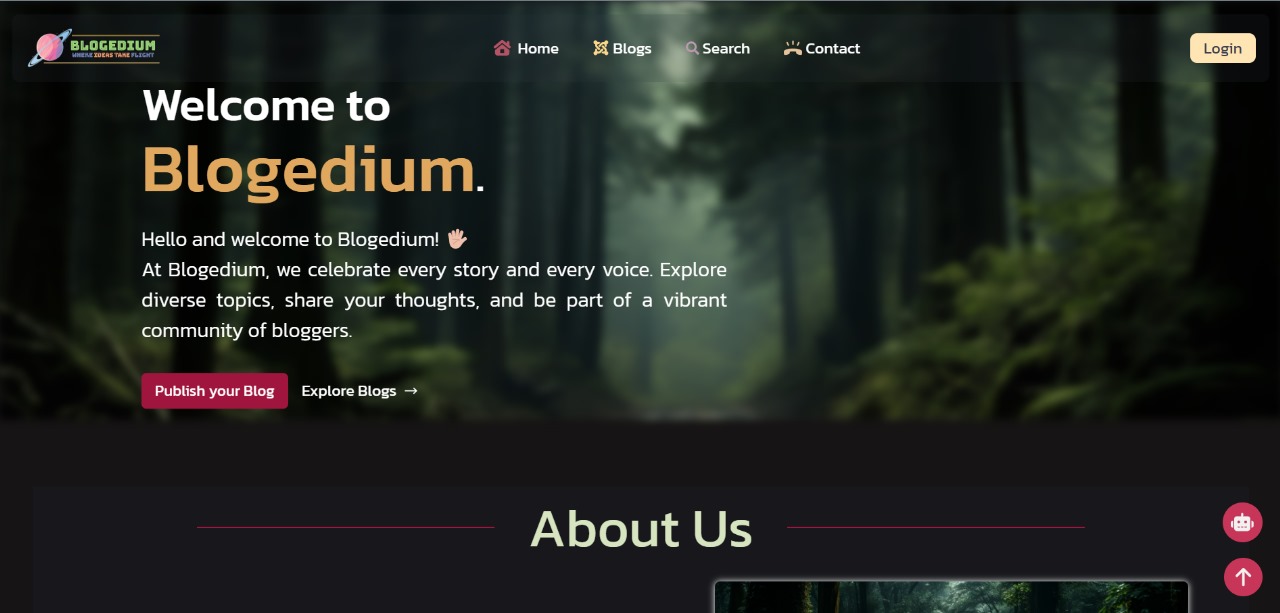 BLOGEDIUM
WHERE IDEAS TAKE FLIGHT
Home
Blogs
Search
Contact
Login
Welcome to
Blogedium.
Hello and welcome to Blogedium! 🖐🏻
At Blogedium, we celebrate every story and every voice. Explore
diverse topics, share your thoughts, and be part of a vibrant
community of bloggers.
Publish your Blog
Explore Blogs →
About Us